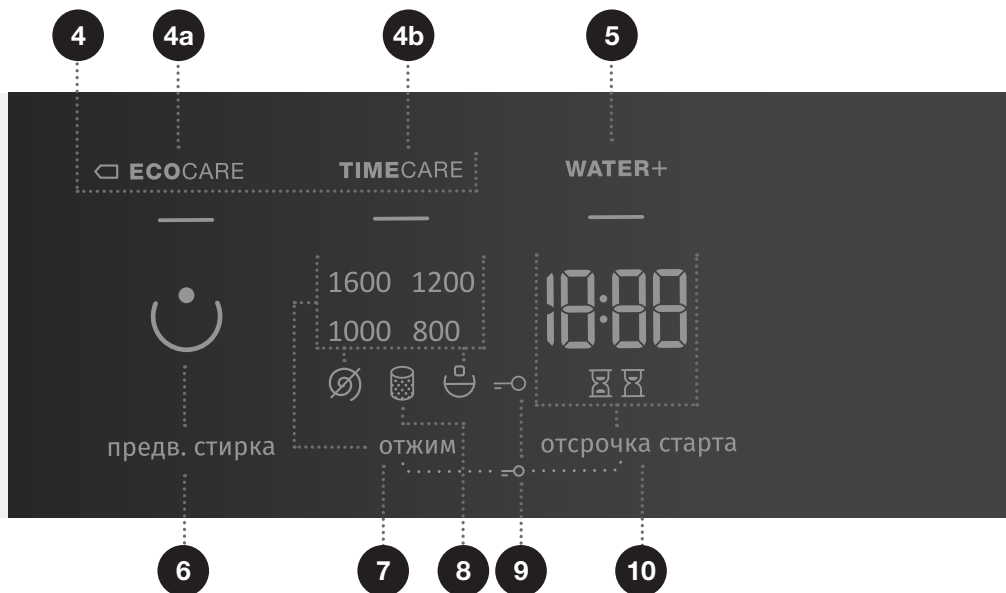 4 4a 4b 5
ECOCARE TIMECARE WATER+
1600 1200 18:88
1000 800
предв. стирка отжим отсрочка старта
6 7 8 9 10